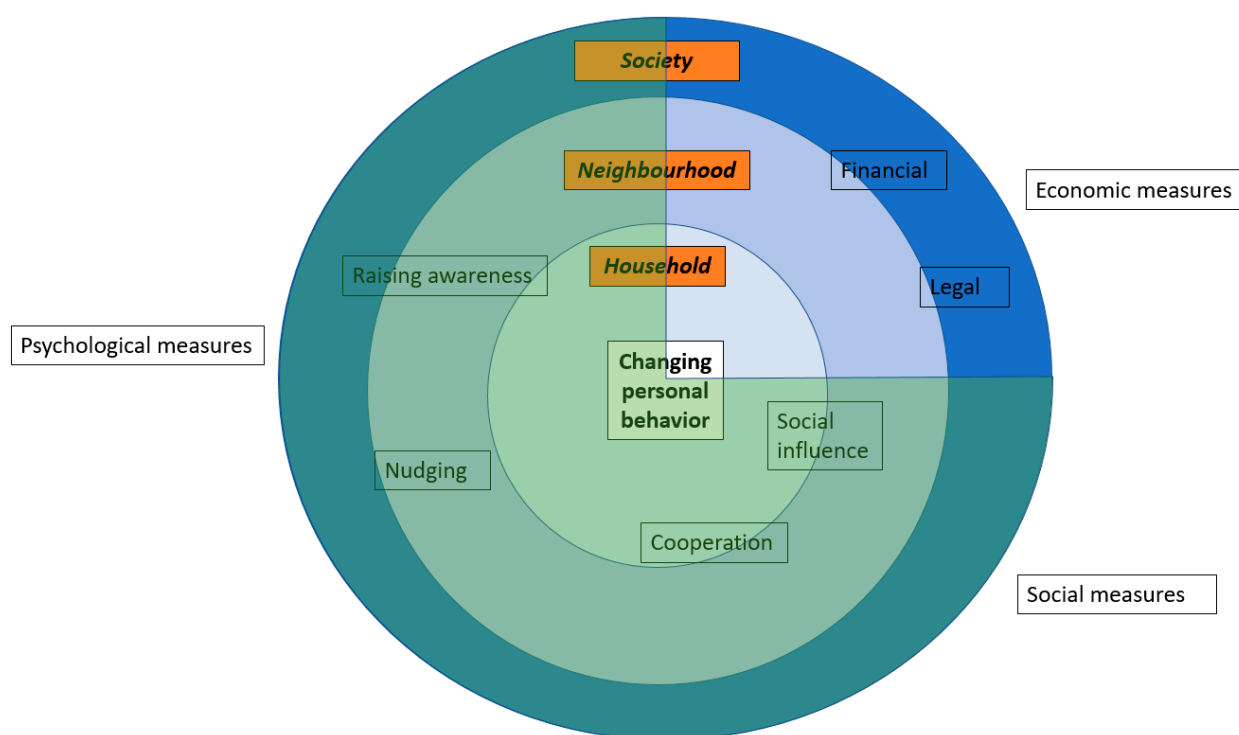 Society
Neighbourhood
Financial
Economic measures
Household
Raising awareness
Legal
Psychological measures
Changing
personal
behavior
Social
influence
Nudging
Cooperation
Social measures